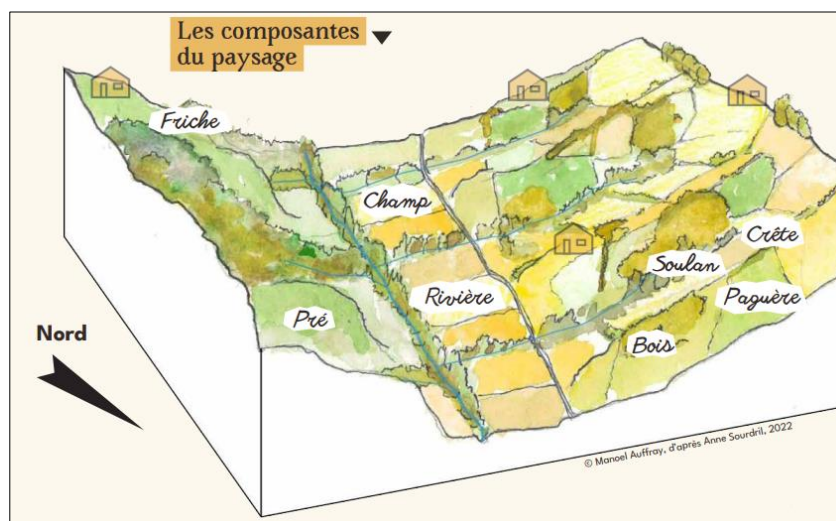 Les composantes
du paysage
Friche
Champ
Crête
Soulan
Rivière
Paguère
Pré
Nord
Bois
© Manoel Auffray, d'après Anne Sourdril, 2022